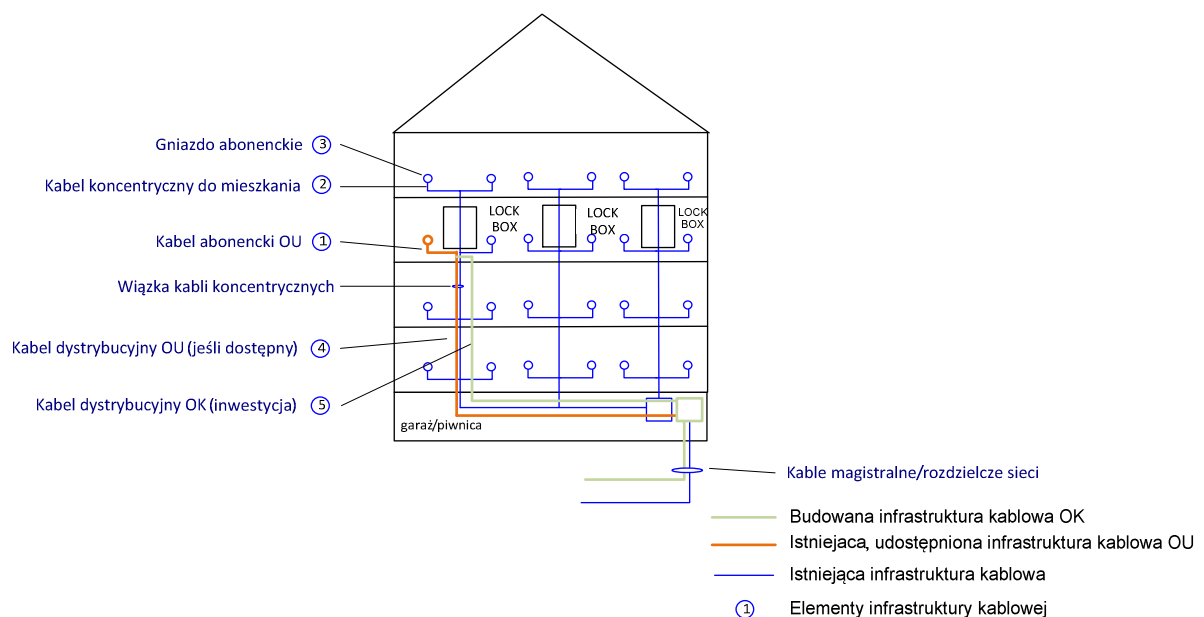 Gniazdo abonenckie 3
Kabel koncentryczny do mieszkania 2
LOCK BOX
LOCK BOX
LOCK BOX
Kabel abonencki OU 1
Wiązka kabli koncentrycznych
Kabel dystrybucyjny OU (jeśli dostępny) 4
Kabel dystrybucyjny OK (inwestycja) 5
garaż/piwnica
Kable magistralne/rozdzielcze sieci
Budowana infrastruktura kablowa OK
Istniejaca, udostępniona infrastruktura kablowa OU
Istniejąca infrastruktura kablowa
1 Elementy infrastruktury kablowej